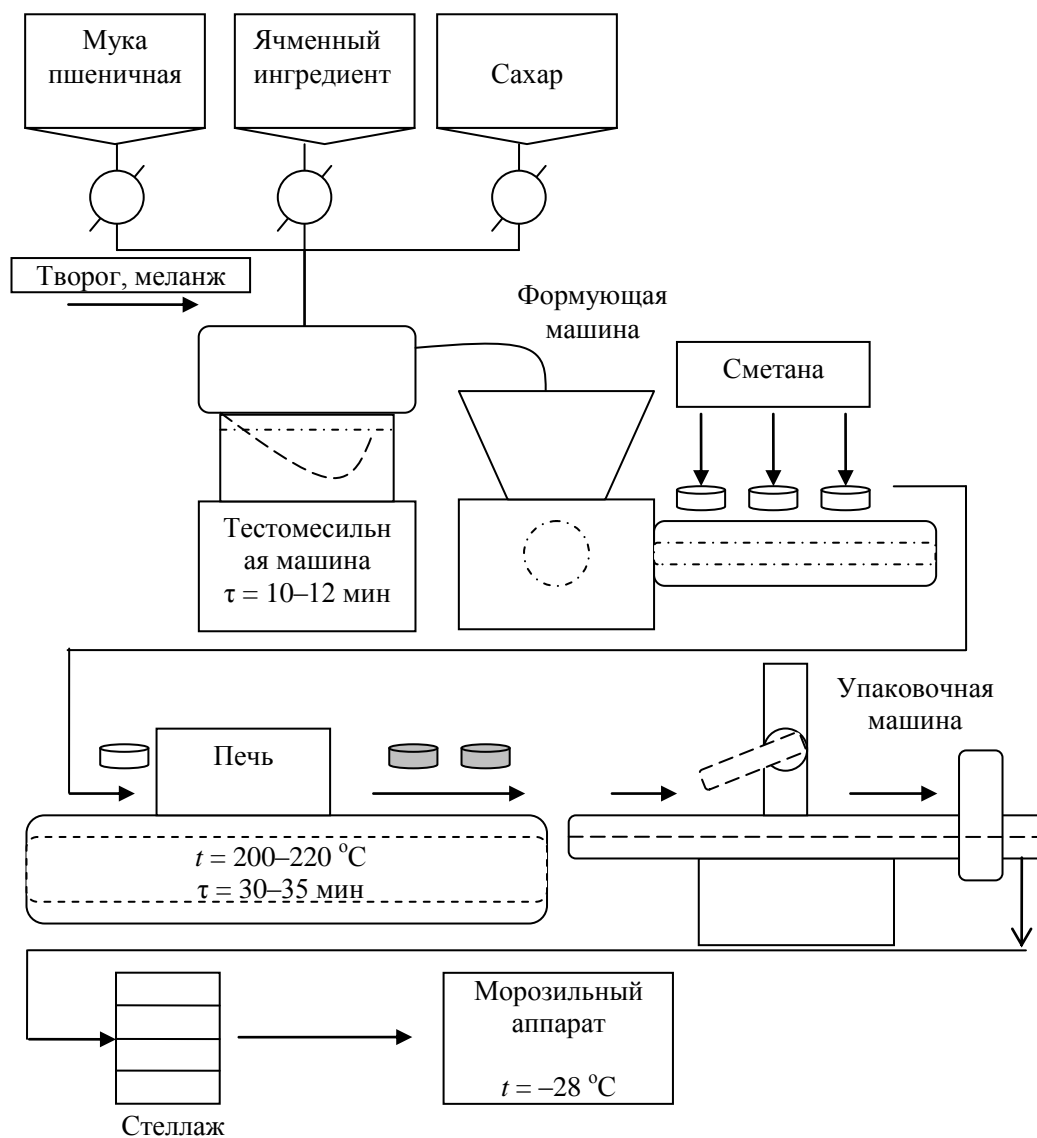 Мука
пшеничная
Ячменный
ингредиент
Сахар
Творог, меланж
Формующая
машина
Сметана
Тестомесильн
ая машина
τ = 10–12 мин
Упаковочная
машина
Печь
t = 200–220 °C
τ = 30–35 мин
Морозильный
аппарат
t = –28 °C
Стеллаж